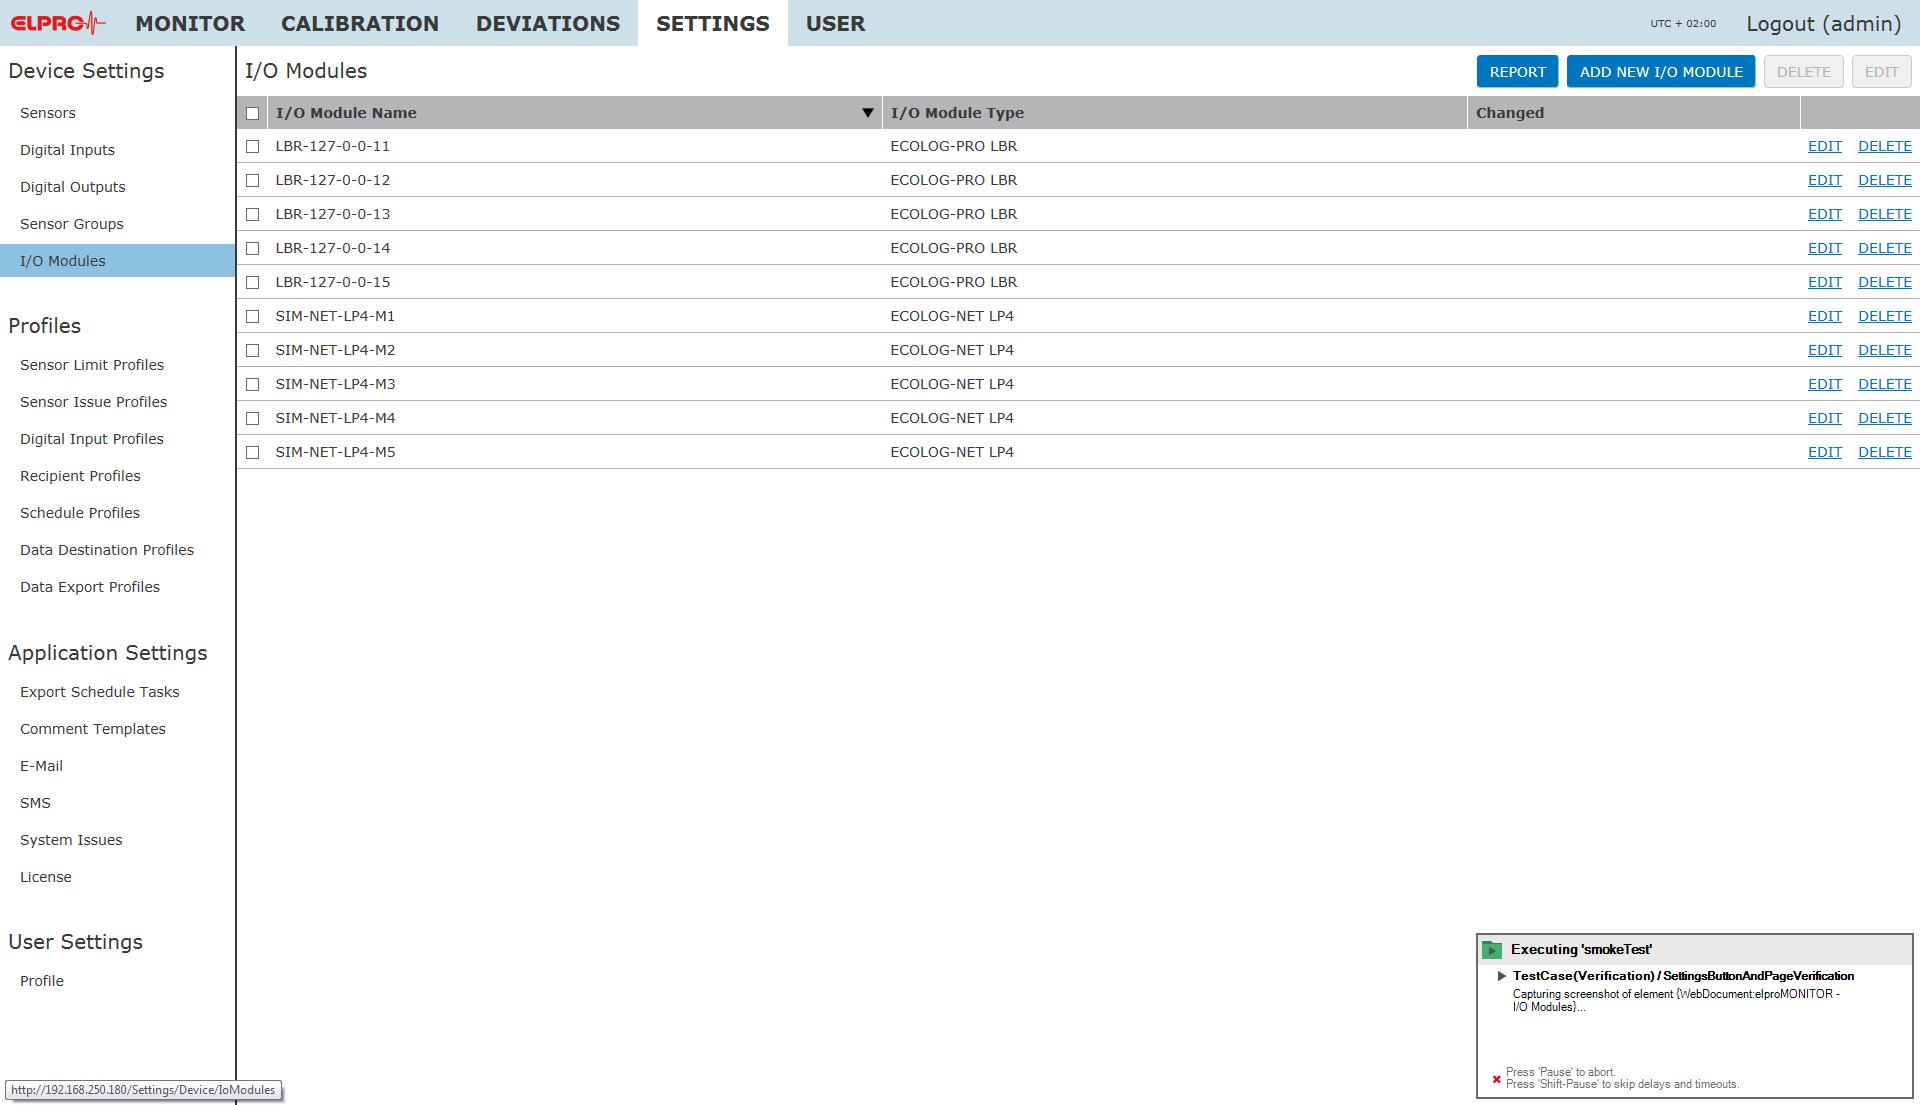 ELPRO MONITOR CALIBRATION DEVIATIONS SETTINGS USER UTC + 02:00 Logout (admin)
Device Settings
Sensors
Digital Inputs
Digital Outputs
Sensor Groups
I/O Modules
Profiles
Sensor Limit Profiles
Sensor Issue Profiles
Digital Input Profiles
Recipient Profiles
Schedule Profiles
Data Destination Profiles
Data Export Profiles
Application Settings
Export Schedule Tasks
Comment Templates
E-Mail
SMS
System Issues
License
User Settings
Profile
I/O Modules REPORT ADD NEW I/O MODULE DELETE EDIT
I/O Module Name I/O Module Type Changed
LBR-127-0-0-11 ECOLOG-PRO LBR EDIT DELETE
LBR-127-0-0-12 ECOLOG-PRO LBR EDIT DELETE
LBR-127-0-0-13 ECOLOG-PRO LBR EDIT DELETE
LBR-127-0-0-14 ECOLOG-PRO LBR EDIT DELETE
LBR-127-0-0-15 ECOLOG-PRO LBR EDIT DELETE
SIM-NET-LP4-M1 ECOLOG-NET LP4 EDIT DELETE
SIM-NET-LP4-M2 ECOLOG-NET LP4 EDIT DELETE
SIM-NET-LP4-M3 ECOLOG-NET LP4 EDIT DELETE
SIM-NET-LP4-M4 ECOLOG-NET LP4 EDIT DELETE
SIM-NET-LP4-M5 ECOLOG-NET LP4 EDIT DELETE
Executing 'smokeTest'
TestCase(Verification) / SettingsButtonAndPageVerification
Capturing screenshot of element {WebDocument:elproMONITOR -
I/O Modules}...
Press 'Pause' to abort.
Press 'Shift-Pause' to skip delays and timeouts.
http://192.168.250.180/Settings/Device/IoModules